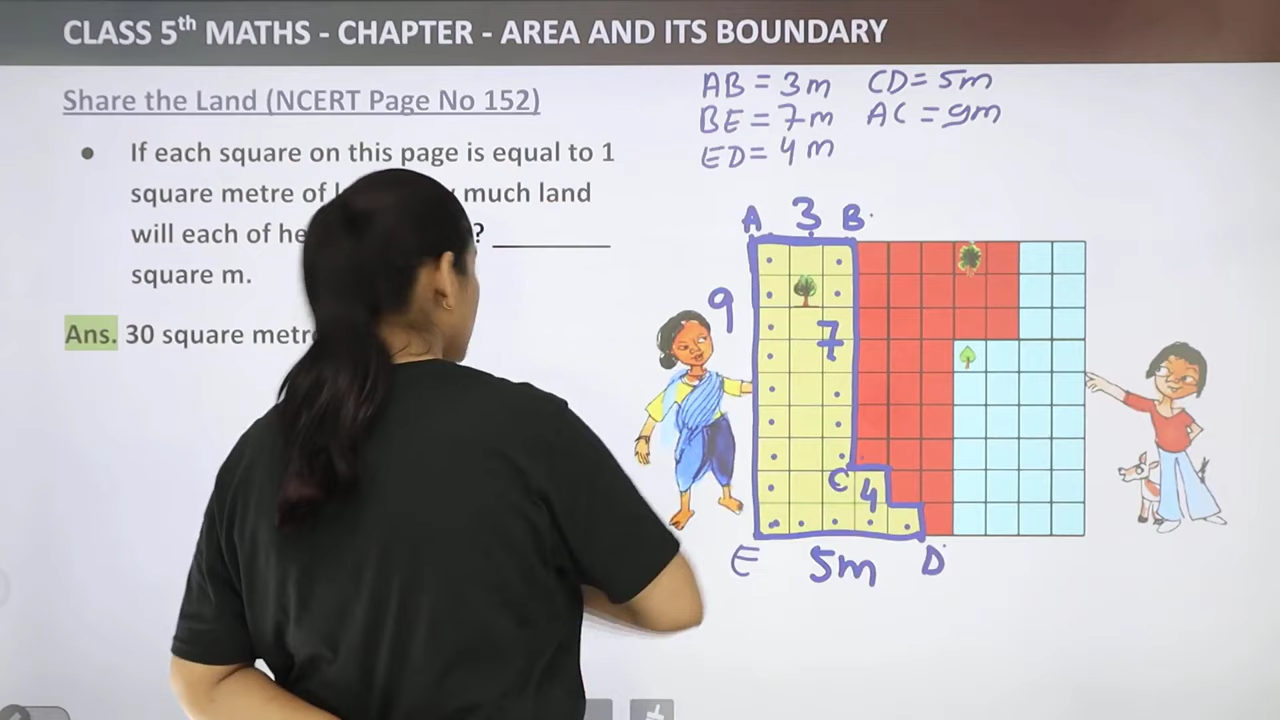 CLASS 5th MATHS - CHAPTER - AREA AND ITS BOUNDARY
Share the Land (NCERT Page No 152)
● If each square on this page is equal to 1
square metre of much land
will each of he ? __________
square m.
Ans. 30 square metr
AB = 3m CD = 5m
BE = 7m AC = 9m
ED = 4m
A 3 B
9
7
C 4
E 5m D